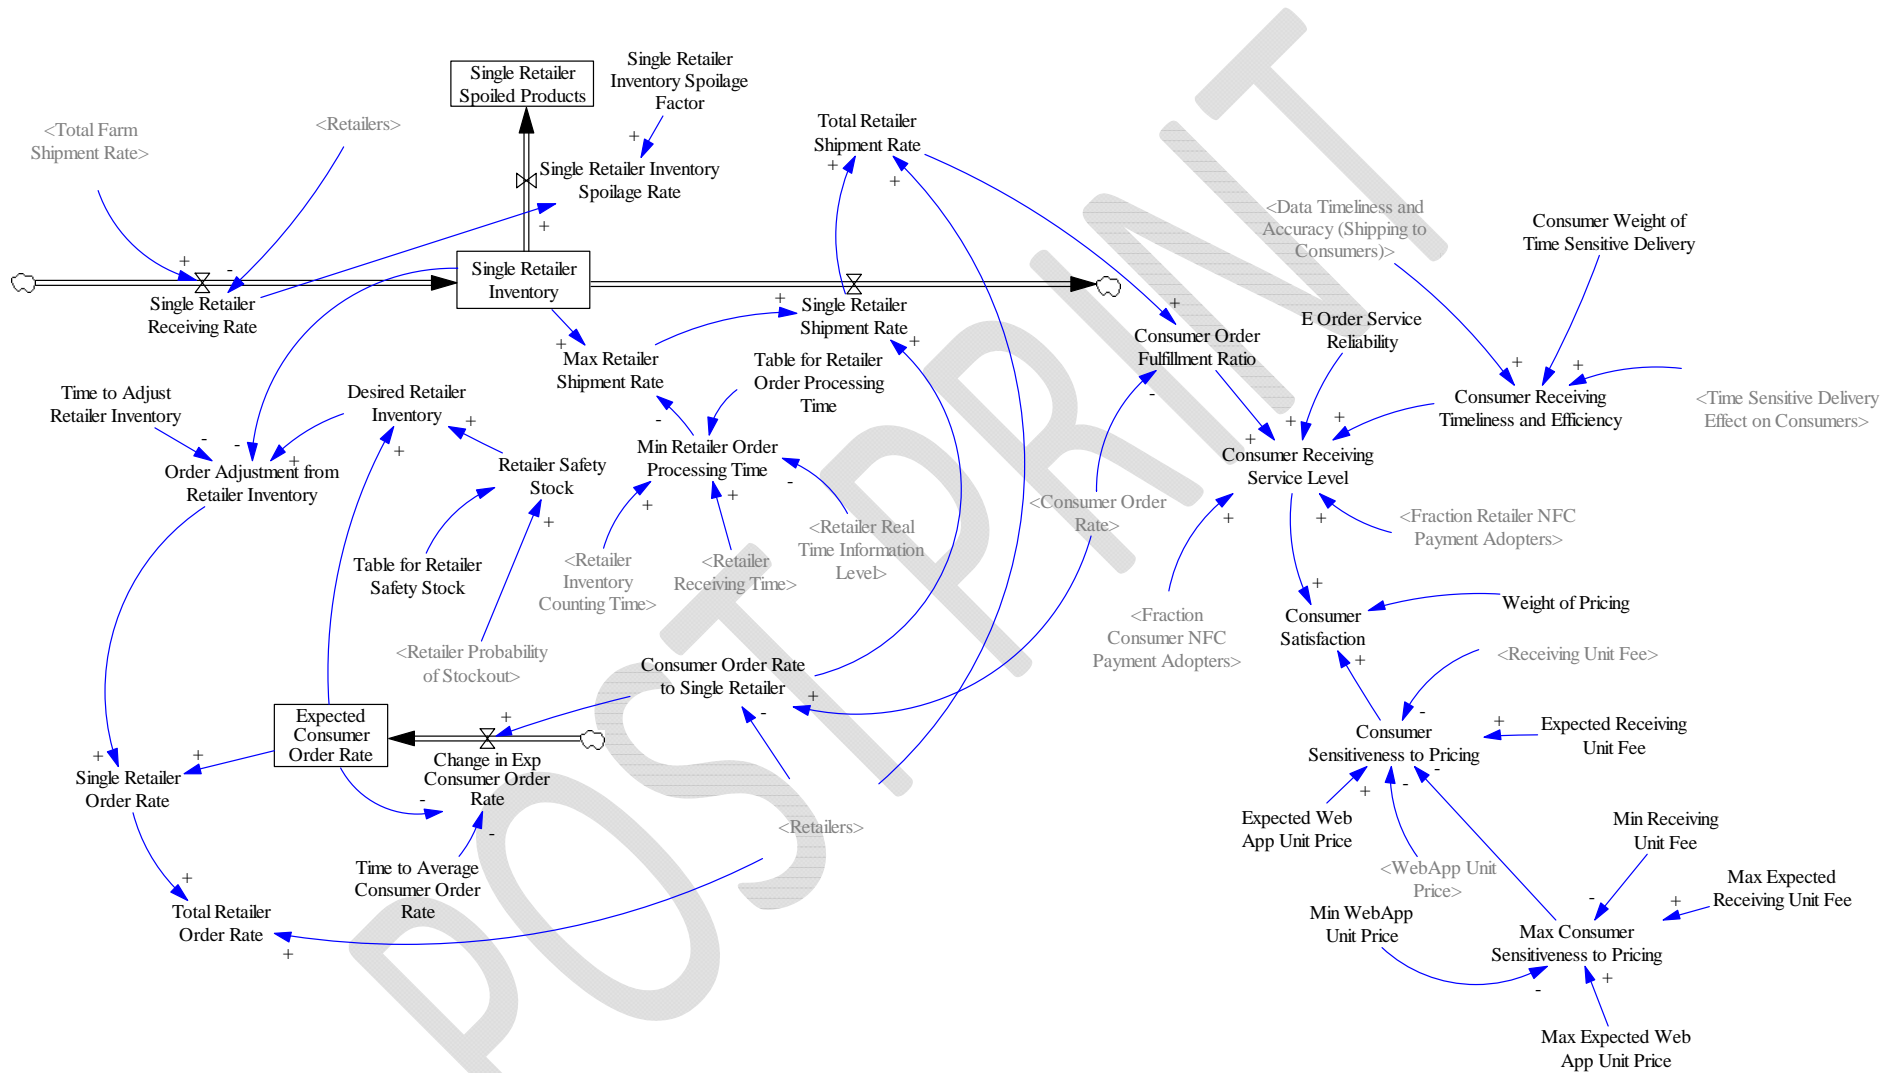 Single Retailer
Spoiled Products
Single Retailer
Inventory Spoilage
Factor
<Total Farm
Shipment Rate>
<Retailers>
Total Retailer
Shipment Rate
+
+
+
Single Retailer Inventory
Spoilage Rate
+
<Data Timeliness and
Accuracy (Shipping to
Consumers)>
Consumer Weight of
Time Sensitive Delivery
+
-
Single Retailer
Inventory
Single Retailer
Receiving Rate
+
Single Retailer
Shipment Rate
+
+
Consumer Order
Fulfillment Ratio
-
E Order Service
Reliability
+
Max Retailer
Shipment Rate
-
Table for Retailer
Order Processing
Time
+
+
Consumer Receiving
Timeliness and Efficiency
<Time Sensitive Delivery
Effect on Consumers>
Time to Adjust
Retailer Inventory
Desired Retailer
Inventory
-
-
+
+
+
Order Adjustment from
Retailer Inventory
Retailer Safety
Stock
+
Min Retailer Order
Processing Time
+
+
-
+
+
+
Consumer Receiving
Service Level
+
+
Table for Retailer
Safety Stock
<Retailer
Inventory
Counting Time>
<Retailer
Receiving Time>
<Retailer Real
Time Information
Level>
<Consumer Order
Rate>
<Fraction Retailer NFC
Payment Adopters>
<Fraction
Consumer NFC
Payment Adopters>
+
Consumer
Satisfaction
+
Weight of Pricing
<Retailer Probability
of Stockout>
Consumer Order Rate
to Single Retailer
+
-
<Receiving Unit Fee>
Expected
Consumer
Order Rate
+
Change in Exp
Consumer Order
Rate
-
-
-
Consumer
Sensitiveness to Pricing
+
+
-
-
Expected Receiving
Unit Fee
+
+
Single Retailer
Order Rate
<Retailers>
Expected Web
App Unit Price
<WebApp Unit
Price>
Min Receiving
Unit Fee
Time to Average
Consumer Order
Rate
+
Total Retailer
Order Rate
+
Min WebApp
Unit Price
Max Expected
Receiving Unit Fee
-
+
Max Consumer
Sensitiveness to Pricing
-
+
Max Expected Web
App Unit Price
POST PRINT